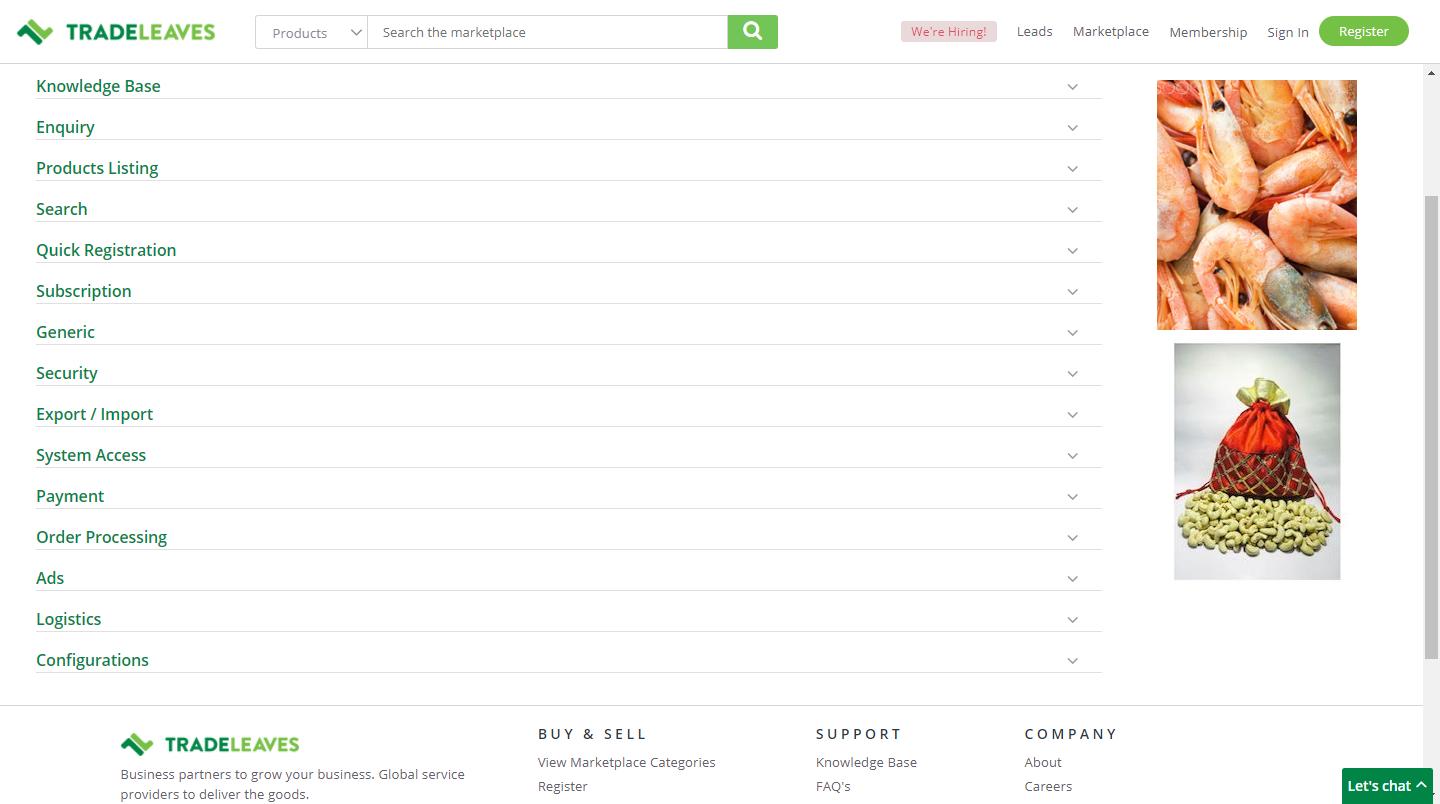 TRADELEAVES
Products
Search the marketplace
We're Hiring!
Leads
Marketplace
Membership
Sign In
Register
Knowledge Base
Enquiry
Products Listing
Search
Quick Registration
Subscription
Generic
Security
Export / Import
System Access
Payment
Order Processing
Ads
Logistics
Configurations
TRADELEAVES
Business partners to grow your business. Global service
providers to deliver the goods.
BUY & SELL
View Marketplace Categories
Register
SUPPORT
Knowledge Base
FAQ's
COMPANY
About
Careers
Let's chat